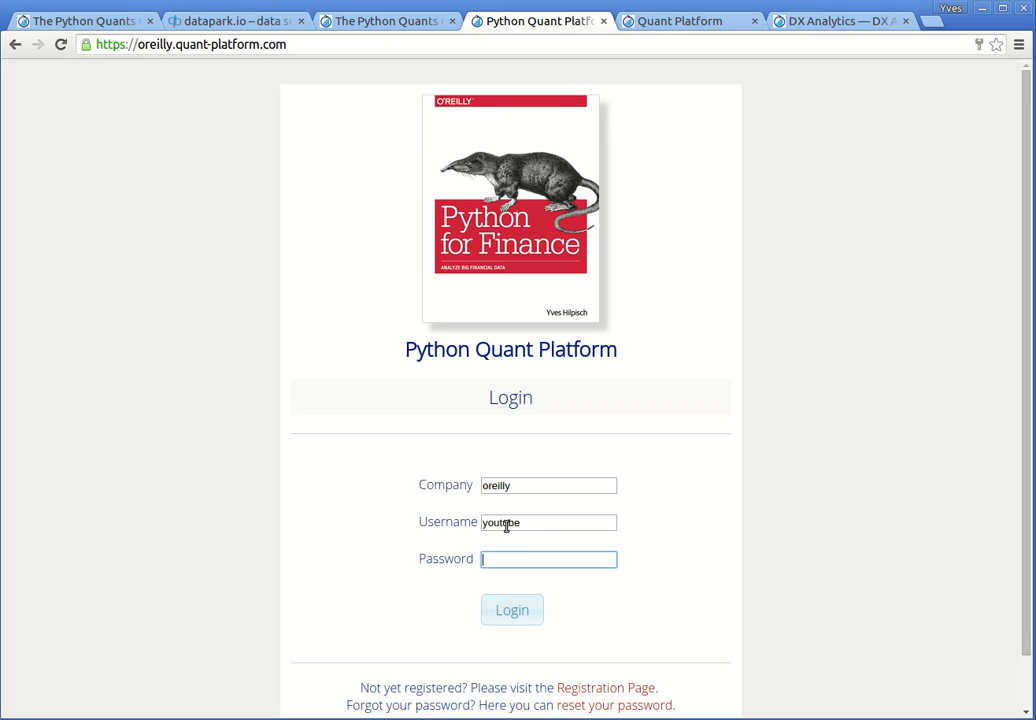 Yves
The Python Quants
datapark.io – data s
The Python Quants
Python Quant Platf
Quant Platform
DX Analytics — DX A
https://oreilly.quant-platform.com
O'REILLY
Python
for Finance
ANALYZE BIG FINANCIAL DATA
Yves Hilpisch
Python Quant Platform
Login
Company oreilly
Username youtube
Password
Login
Not yet registered? Please visit the Registration Page.
Forgot your password? Here you can reset your password.